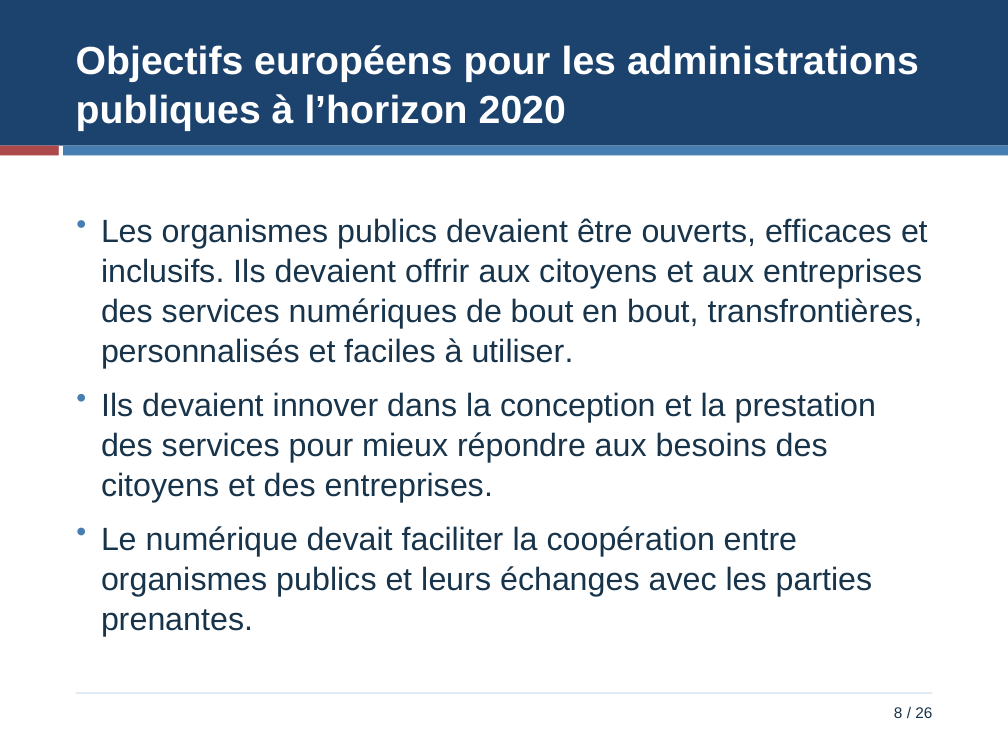 Objectifs européens pour les administrations
publiques à l’horizon 2020
• Les organismes publics devaient être ouverts, efficaces et
inclusifs. Ils devaient offrir aux citoyens et aux entreprises
des services numériques de bout en bout, transfrontières,
personnalisés et faciles à utiliser.
• Ils devaient innover dans la conception et la prestation
des services pour mieux répondre aux besoins des
citoyens et des entreprises.
• Le numérique devait faciliter la coopération entre
organismes publics et leurs échanges avec les parties
prenantes.
8 / 26